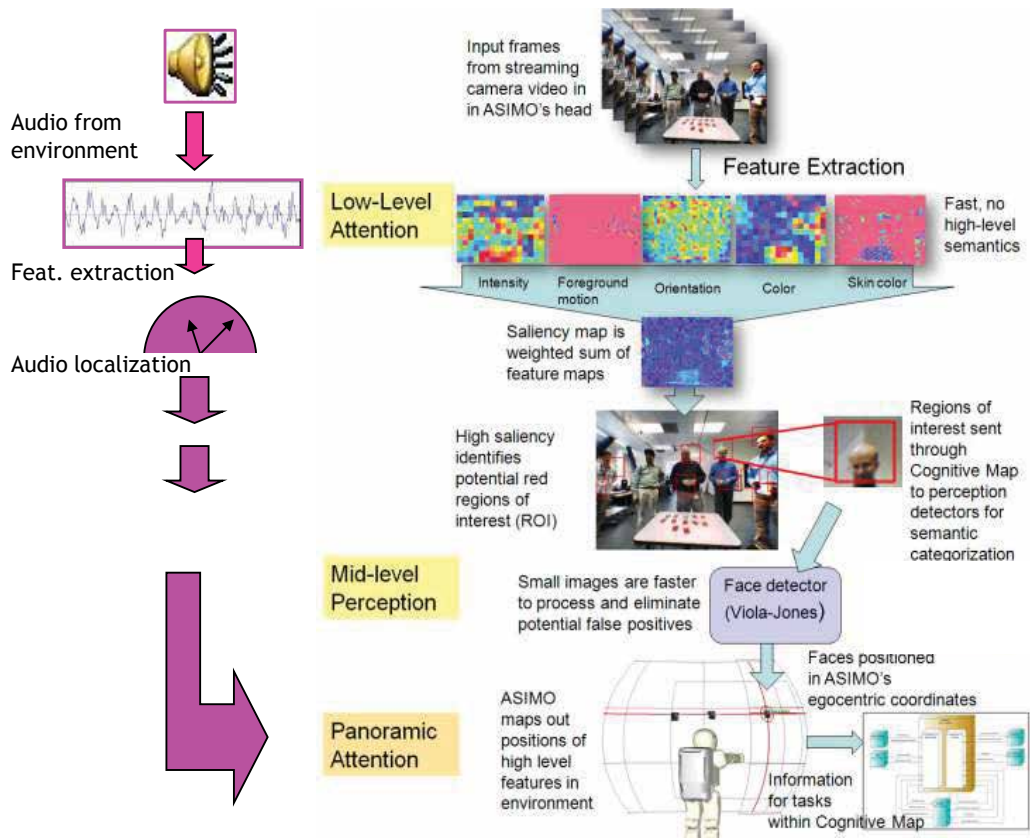 Audio from
environment
Feat. extraction
Audio localization
Input frames
from streaming
camera video in
in ASIMO's head
Feature Extraction
Low-Level
Attention
Fast, no
high-level
semantics
Intensity
Foreground
motion
Orientation
Color
Skin color
Saliency map is
weighted sum of
feature maps
High saliency
identifies
potential red
regions of
interest (ROI)
Regions of
interest sent
through
Cognitive Map
to perception
detectors for
semantic
categorization
Mid-level
Perception
Small images are faster
to process and eliminate
potential false positives
Face detector
(Viola-Jones)
Faces positioned
in ASIMO's
egocentric coordinates
Panoramic
Attention
ASIMO
maps out
positions of
high level
features in
environment
Information
for tasks
within Cognitive Map